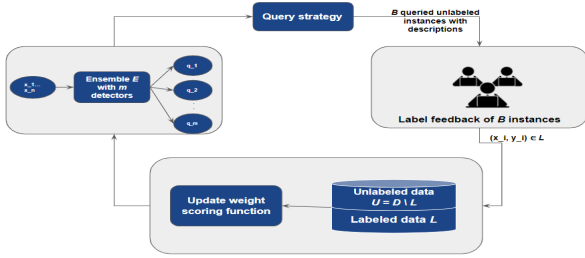 Query strategy
B queried unlabeled
instances with
descriptions
x_1...
x_n
Ensemble E
with m
detectors
q_1
q_2
.
q_m
Label feedback of B instances
(x_i, y_i) ∈ L
Update weight
scoring function
Unlabeled data
U = D \ L
Labeled data L